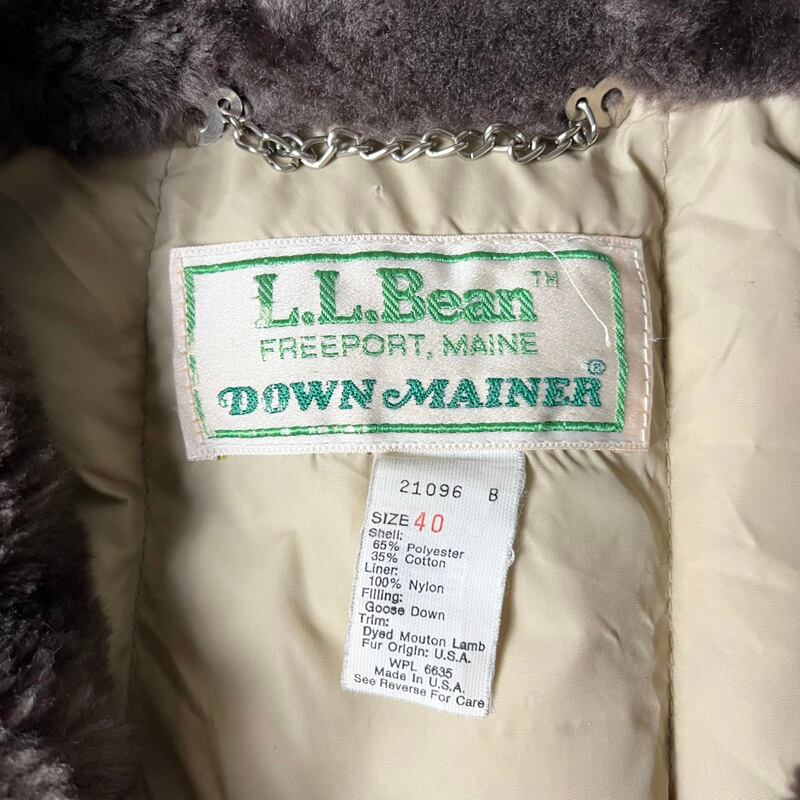 L.L.Bean™
FREEPORT, MAINE
DOWN MAINER®
21096 B
SIZE 40
Shell:
65% Polyester
35% Cotton
Liner:
100% Nylon
Filling:
Goose Down
Trim:
Dyed Mouton Lamb
Fur Origin: U.S.A.
WPL 6635
Made In U.S.A.
See Reverse For Care